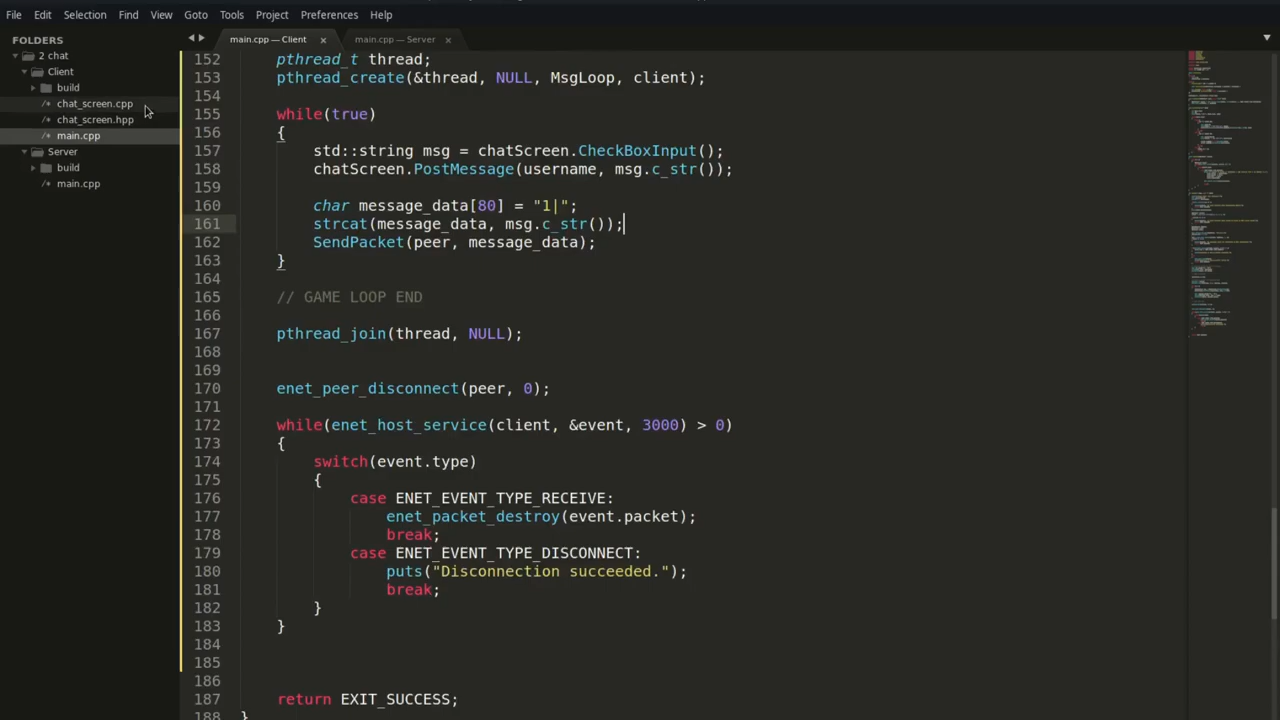 File Edit Selection Find View Goto Tools Project Preferences Help
FOLDERS
2 chat
Client
build
/* chat_screen.cpp
/* chat_screen.hpp
/* main.cpp
Server
build
/* main.cpp
main.cpp — Client × main.cpp — Server ×
152 pthread_t thread;
153 pthread_create(&thread, NULL, MsgLoop, client);
154
155 while(true)
156 {
157 std::string msg = chatScreen.CheckBoxInput();
158 chatScreen.PostMessage(username, msg.c_str());
159
160 char message_data[80] = "1|";
161 strcat(message_data, msg.c_str());
162 SendPacket(peer, message_data);
163 }
164
165 // GAME LOOP END
166
167 pthread_join(thread, NULL);
168
169
170 enet_peer_disconnect(peer, 0);
171
172 while(enet_host_service(client, &event, 3000) > 0)
173 {
174 switch(event.type)
175 {
176 case ENET_EVENT_TYPE_RECEIVE:
177 enet_packet_destroy(event.packet);
178 break;
179 case ENET_EVENT_TYPE_DISCONNECT:
180 puts("Disconnection succeeded.");
181 break;
182 }
183 }
184
185
186
187 return EXIT_SUCCESS;
188 }